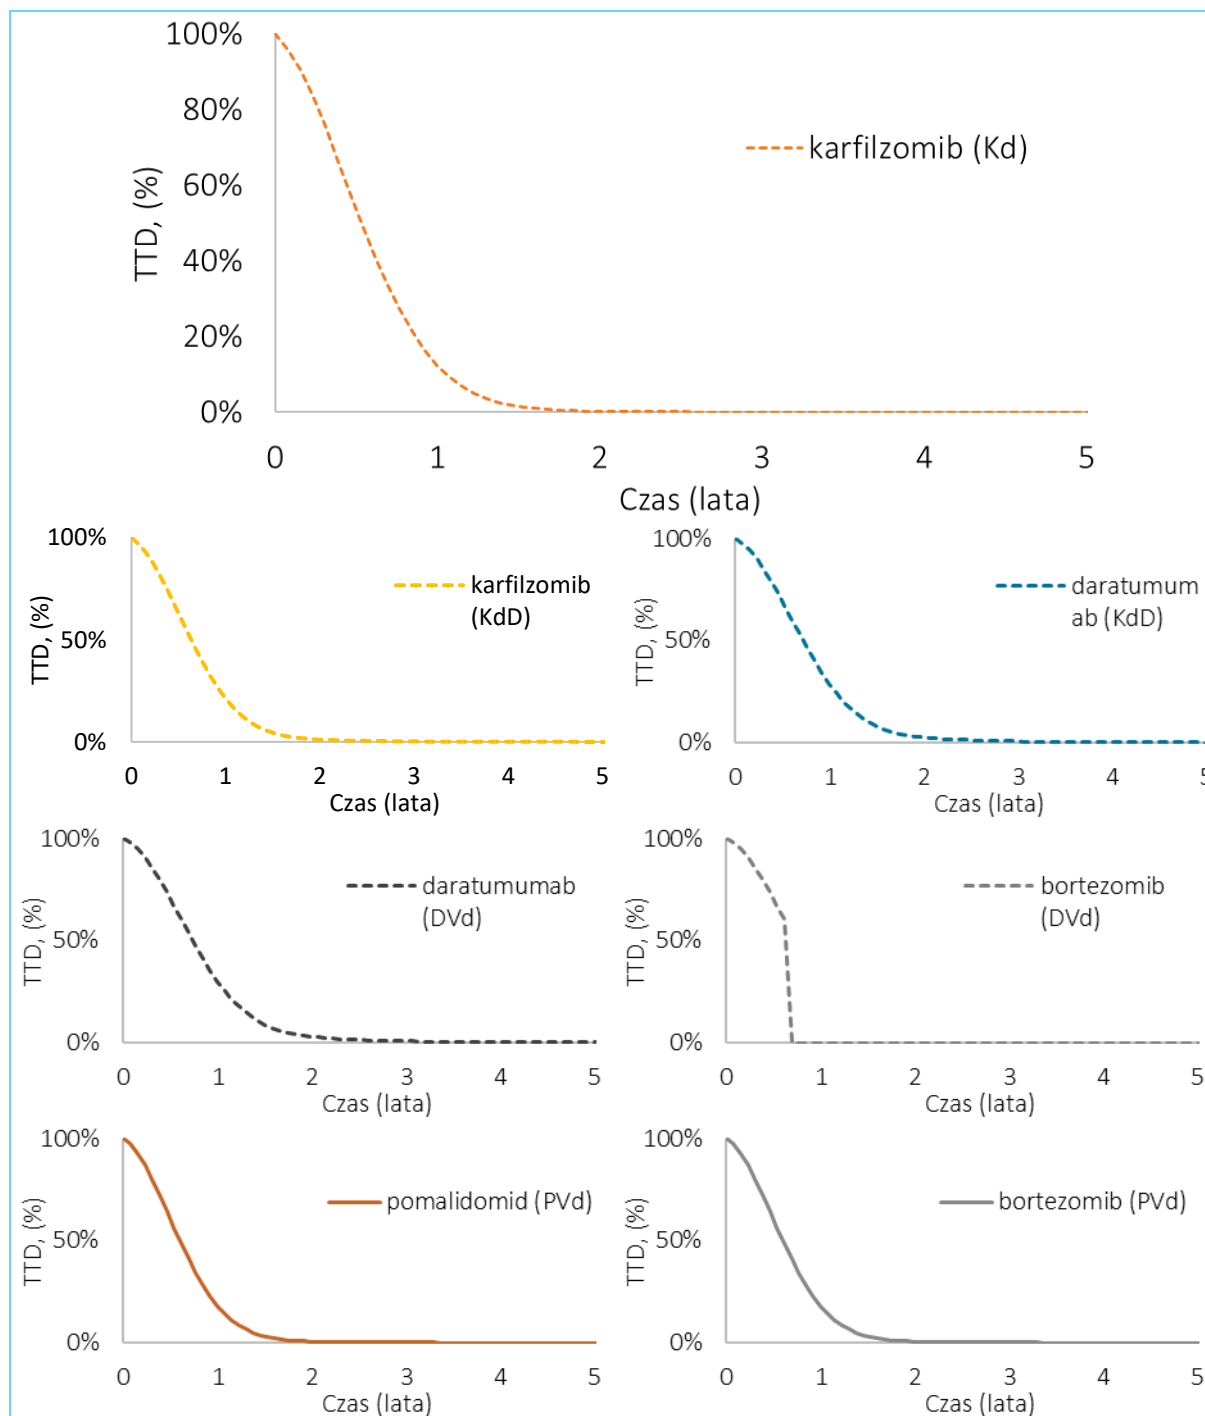 100%
80%
60%
40%
20%
0%
TTD, (%)
karfilzomib (Kd)
0 1 2 3 4 5
Czas (lata)
100%
50%
0%
TTD, (%)
karfilzomib
(KdD)
0 1 2 3 4 5
Czas (lata)
100%
50%
0%
TTD, (%)
daratumum
ab (KdD)
0 1 2 3 4 5
Czas (lata)
100%
50%
0%
TTD, (%)
daratumumab
(DVd)
0 1 2 3 4 5
Czas (lata)
100%
50%
0%
TTD, (%)
bortezomib
(DVd)
0 1 2 3 4 5
Czas (lata)
100%
50%
0%
TTD, (%)
pomalidomid (PVd)
0 1 2 3 4 5
Czas (lata)
100%
50%
0%
TTD, (%)
bortezomib (PVd)
0 1 2 3 4 5
Czas (lata)